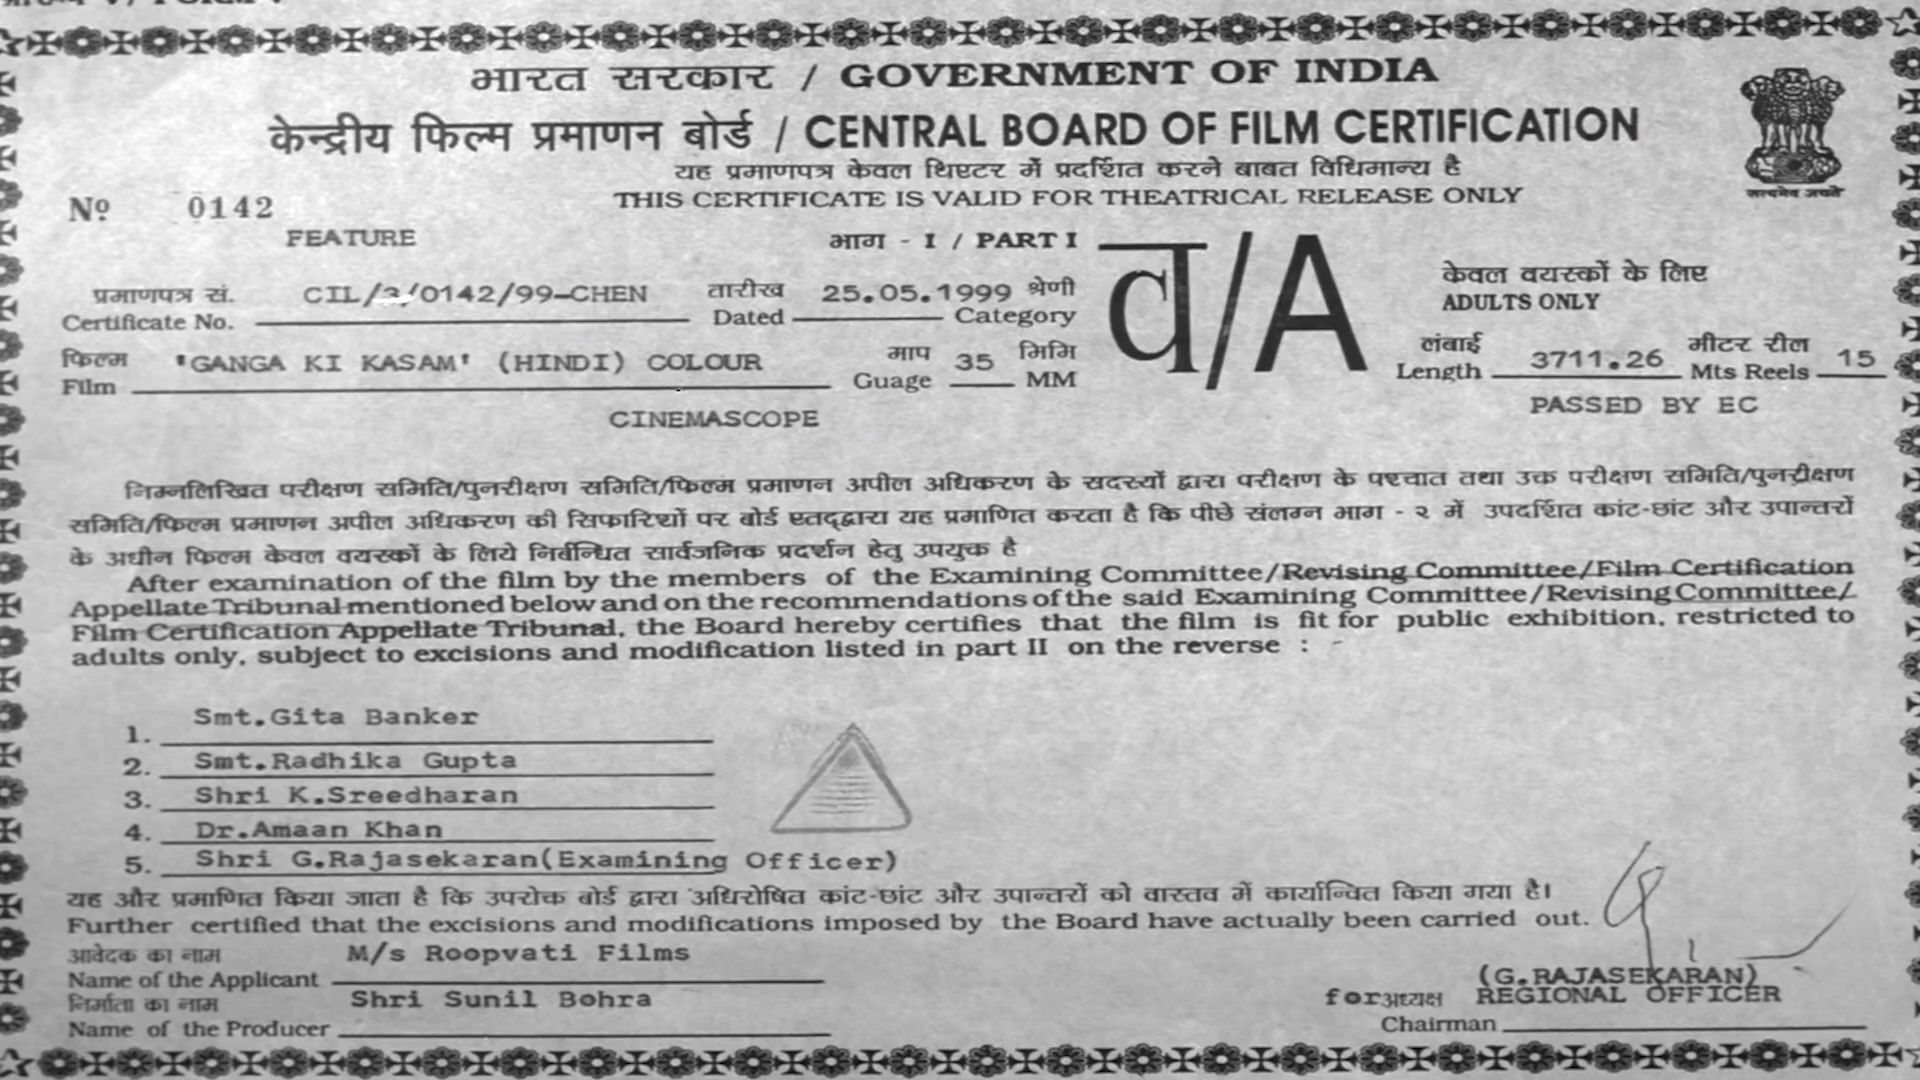 भारत सरकार / GOVERNMENT OF INDIA
केन्द्रीय फिल्म प्रमाणन बोर्ड / CENTRAL BOARD OF FILM CERTIFICATION
यह प्रमाणपत्र केवल थिएटर में प्रदर्शित करने बाबत विधिमान्य है
THIS CERTIFICATE IS VALID FOR THEATRICAL RELEASE ONLY
सत्यमेव जयते
Nº 0142
FEATURE
भाग - I / PART I
व/A
केवल वयस्कों के लिए
ADULTS ONLY
प्रमाणपत्र सं. CIL/3/0142/99-CHEN तारीख 25.05.1999 श्रेणी
Certificate No. Dated Category
फिल्म 'GANGA KI KASAM' (HINDI) COLOUR माप 35 मिमि लंबाई 3711.26 मीटर रील 15
Film Guage MM Length Mts Reels
CINEMASCOPE
PASSED BY EC
निम्नलिखित परीक्षण समिति/पुनरीक्षण समिति/फिल्म प्रमाणन अपील अधिकरण के सदस्यों द्वारा परीक्षण के पश्चात तथा उक्त परीक्षण समिति/पुनरीक्षण
समिति/फिल्म प्रमाणन अपील अधिकरण की सिफारिशों पर बोर्ड एतद्द्वारा यह प्रमाणित करता है कि पीछे संलग्न भाग - २ में उपदर्शित कांट-छांट और उपान्तरों
के अधीन फिल्म केवल वयस्कों के लिये निर्बन्धित सार्वजनिक प्रदर्शन हेतु उपयुक्त है
After examination of the film by the members of the Examining Committee/Revising Committee/Film Certification
Appellate Tribunal mentioned below and on the recommendations of the said Examining Committee/Revising Committee/
Film Certification Appellate Tribunal, the Board hereby certifies that the film is fit for public exhibition, restricted to
adults only, subject to excisions and modification listed in part II on the reverse : -
1. Smt.Gita Banker
2. Smt.Radhika Gupta
3. Shri K.Sreedharan
4. Dr.Amaan Khan
5. Shri G.Rajasekaran(Examining Officer)
यह और प्रमाणित किया जाता है कि उपरोक्त बोर्ड द्वारा अधिरोषित कांट-छांट और उपान्तरों को वास्तव में कार्यान्वित किया गया है।
Further certified that the excisions and modifications imposed by the Board have actually been carried out.
आवेदक का नाम M/s Roopvati Films
Name of the Applicant
निर्माता का नाम Shri Sunil Bohra
Name of the Producer
(G.RAJASEKARAN)
for अध्यक्ष REGIONAL OFFICER
Chairman